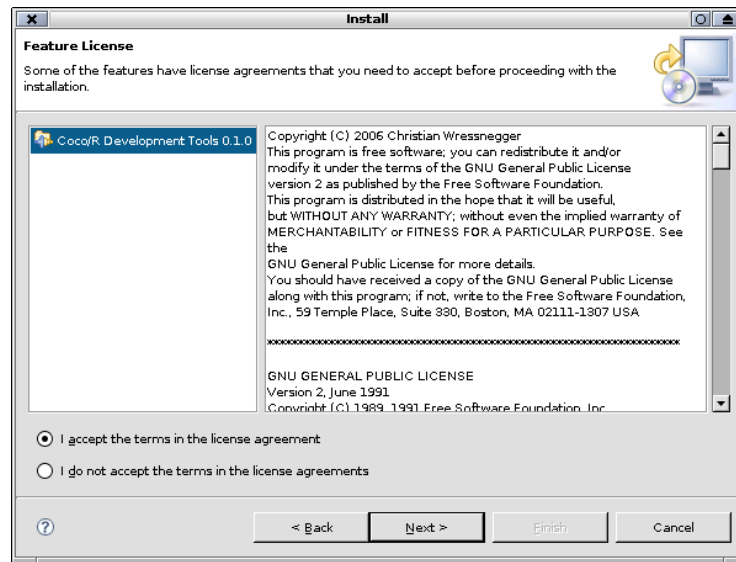 Install
Feature License
Some of the features have license agreements that you need to accept before proceeding with the
installation.
Coco/R Development Tools 0.1.0
Copyright (C) 2006 Christian Wressnegger
This program is free software; you can redistribute it and/or
modify it under the terms of the GNU General Public License
version 2 as published by the Free Software Foundation.
This program is distributed in the hope that it will be useful,
but WITHOUT ANY WARRANTY; without even the implied warranty of
MERCHANTABILITY or FITNESS FOR A PARTICULAR PURPOSE. See
the
GNU General Public License for more details.
You should have received a copy of the GNU General Public License
along with this program; if not, write to the Free Software Foundation,
Inc., 59 Temple Place, Suite 330, Boston, MA 02111-1307 USA
**********************************************************************
GNU GENERAL PUBLIC LICENSE
Version 2, June 1991
Copyright (C) 1989, 1991 Free Software Foundation, Inc.
I accept the terms in the license agreement
I do not accept the terms in the license agreements
? < Back Next > Finish Cancel